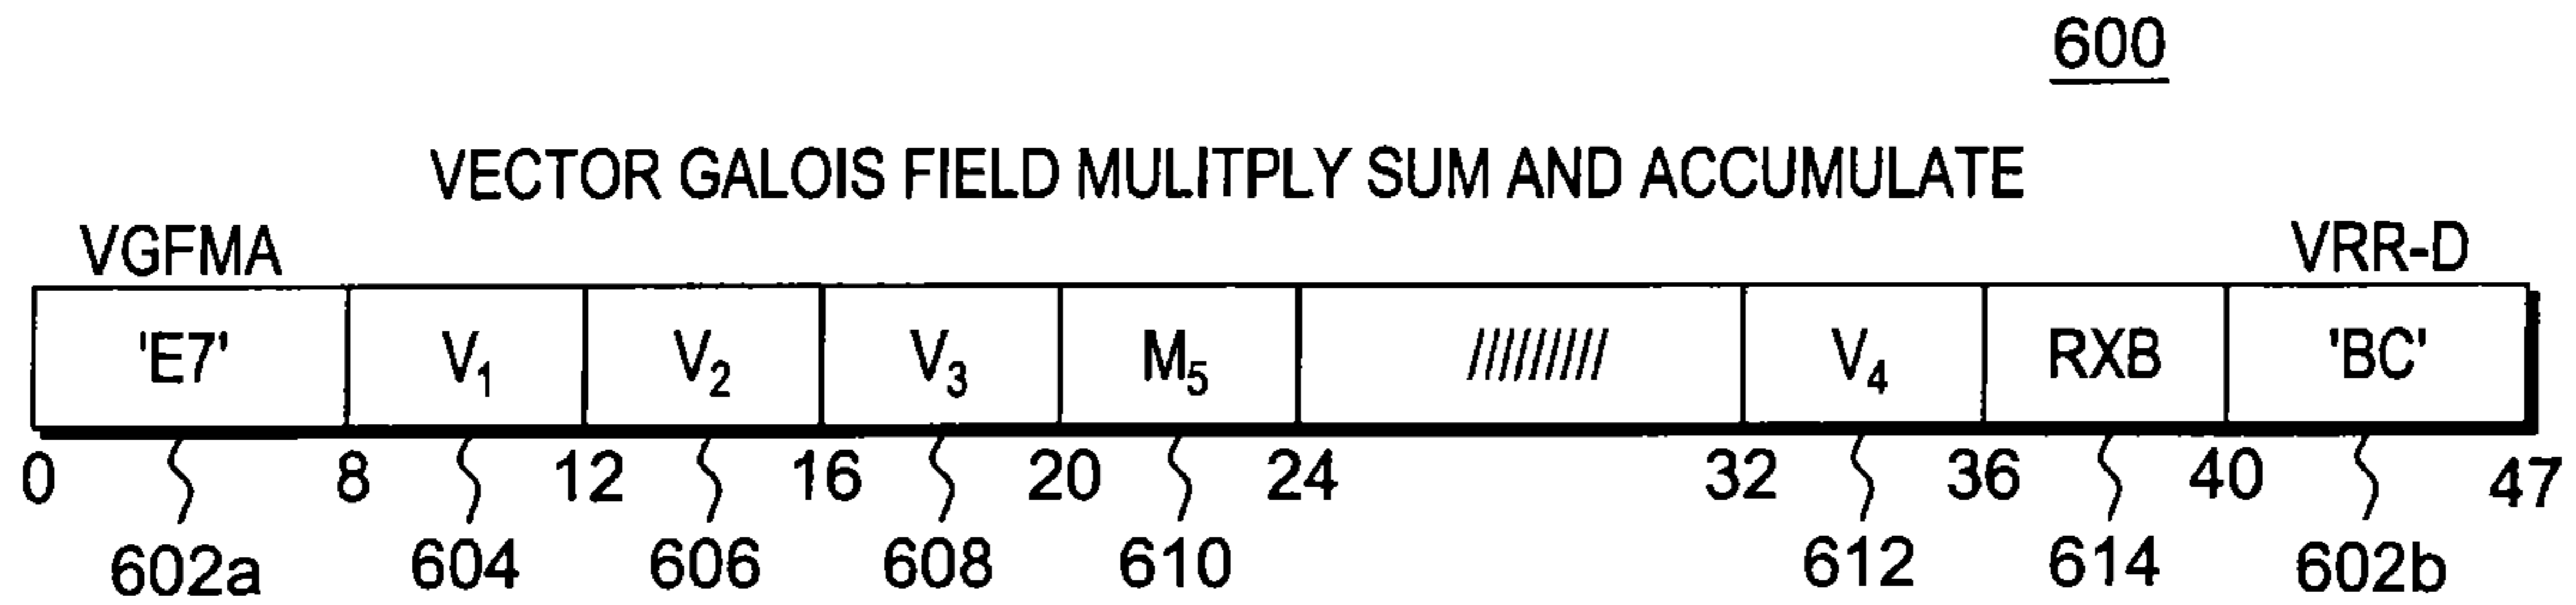 600
VECTOR GALOIS FIELD MULITPLY SUM AND ACCUMULATE
VGFMA VRR-D
'E7' V1 V2 V3 M5 ///////// V4 RXB 'BC'
0 8 12 16 20 24 32 36 40 47
602a 604 606 608 610 612 614 602b